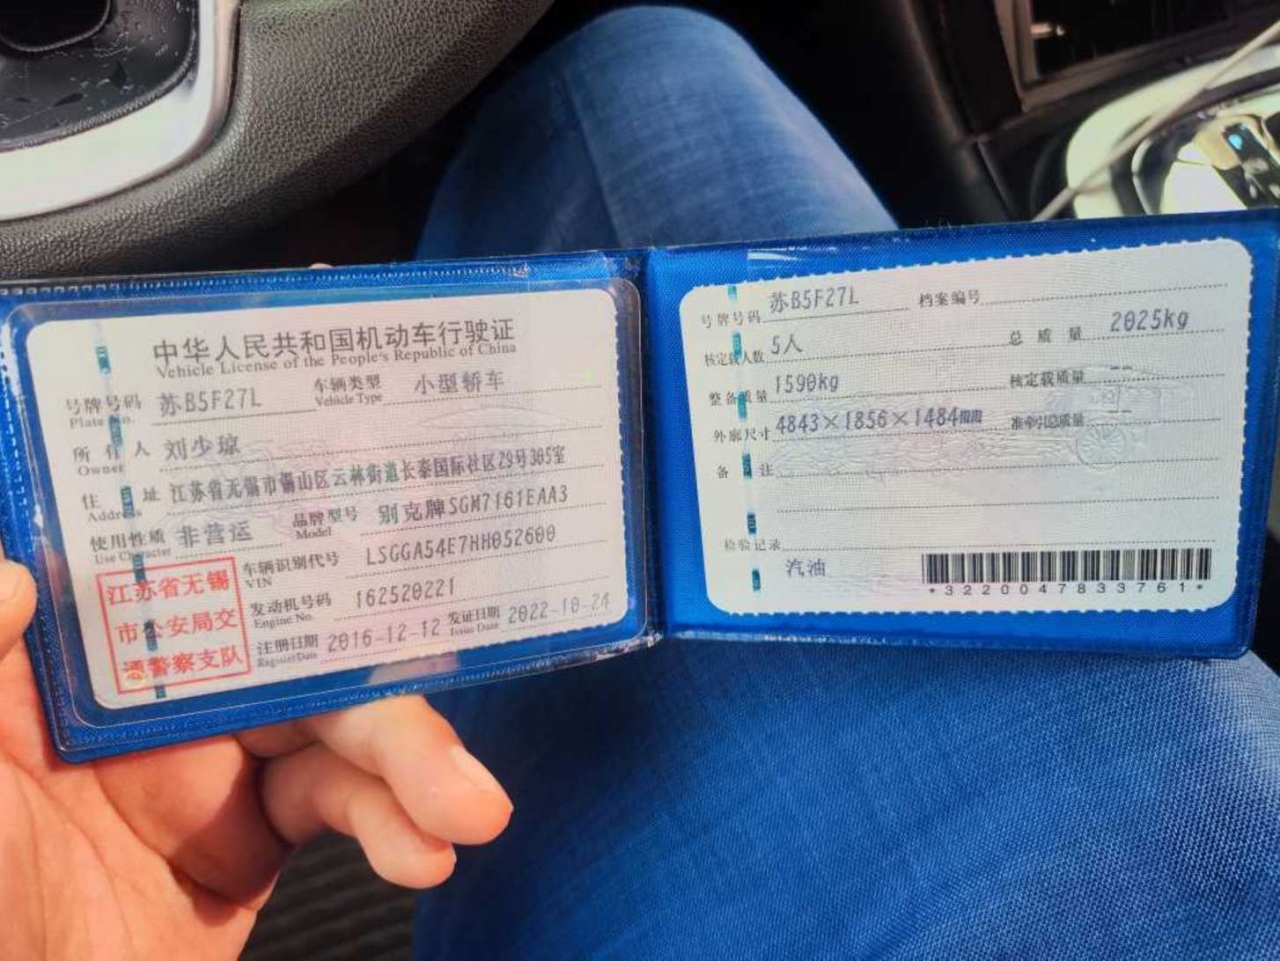 中华人民共和国机动车行驶证
Vehicle License of the People's Republic of China
号牌号码 苏B5F27L 车辆类型 小型轿车
Plate No. Vehicle Type
所有人 刘少琼
Owner
住址 江苏省无锡市锡山区云林街道长泰国际社区29号305室
Address
使用性质 非营运 品牌型号 别克牌SGM7161EAA3
Use Character Model
江苏省无锡
市公安局交
通警察支队
车辆识别代号 LSGGA54E7HH052600
VIN
发动机号码 162520221
Engine No.
注册日期 2016-12-12 发证日期 2022-10-24
Register Date Issue Date
号牌号码 苏B5F27L 档案编号
核定载人数 5人 总质量 2025kg
整备质量 1590kg 核定载质量 --
外廓尺寸 4843×1856×1484mm 准牵引总质量 --
备注
检验记录
汽油
*3220047833761*